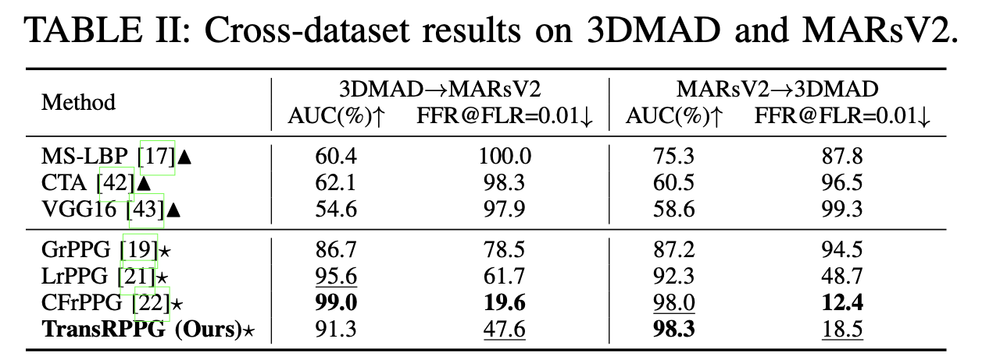 TABLE II: Cross-dataset results on 3DMAD and MARsV2.
Method 3DMAD→MARsV2 MARsV2→3DMAD
AUC(%)↑ FFR@FLR=0.01↓ AUC(%)↑ FFR@FLR=0.01↓
MS-LBP [17]▲ 60.4 100.0 75.3 87.8
CTA [42]▲ 62.1 98.3 60.5 96.5
VGG16 [43]▲ 54.6 97.9 58.6 99.3
GrPPG [19]⋆ 86.7 78.5 87.2 94.5
LrPPG [21]⋆ 95.6 61.7 92.3 48.7
CFrPPG [22]⋆ 99.0 19.6 98.0 12.4
TransRPPG (Ours)⋆ 91.3 47.6 98.3 18.5